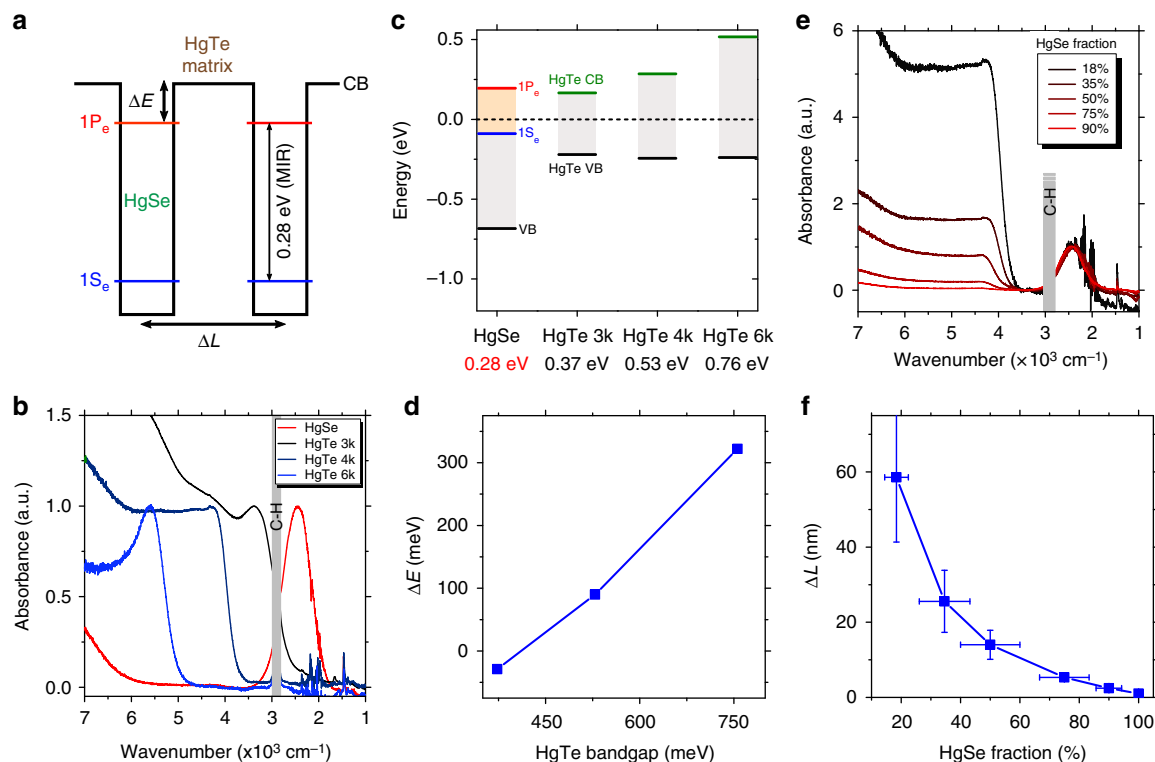 a
HgTe
matrix
ΔE
CB
1Pe
HgSe
0.28 eV (MIR)
1Se
ΔL
b
Absorbance (a.u.)
1.5
1.0
0.5
0.0
HgSe
HgTe 3k
HgTe 4k
HgTe 6k
C-H
7 6 5 4 3 2 1
Wavenumber (x10³ cm⁻¹)
c
Energy (eV)
0.5
0.0
−0.5
−1.0
1Pe
HgTe CB
1Se
HgTe VB
VB
HgSe HgTe 3k HgTe 4k HgTe 6k
0.28 eV 0.37 eV 0.53 eV 0.76 eV
d
ΔE (meV)
300
200
100
0
450 600 750
HgTe bandgap (meV)
e
Absorbance (a.u.)
6
4
2
0
HgSe fraction
18%
35%
50%
75%
90%
C-H
7 6 5 4 3 2 1
Wavenumber (×10³ cm⁻¹)
f
ΔL (nm)
60
40
20
0
20 40 60 80 100
HgSe fraction (%)